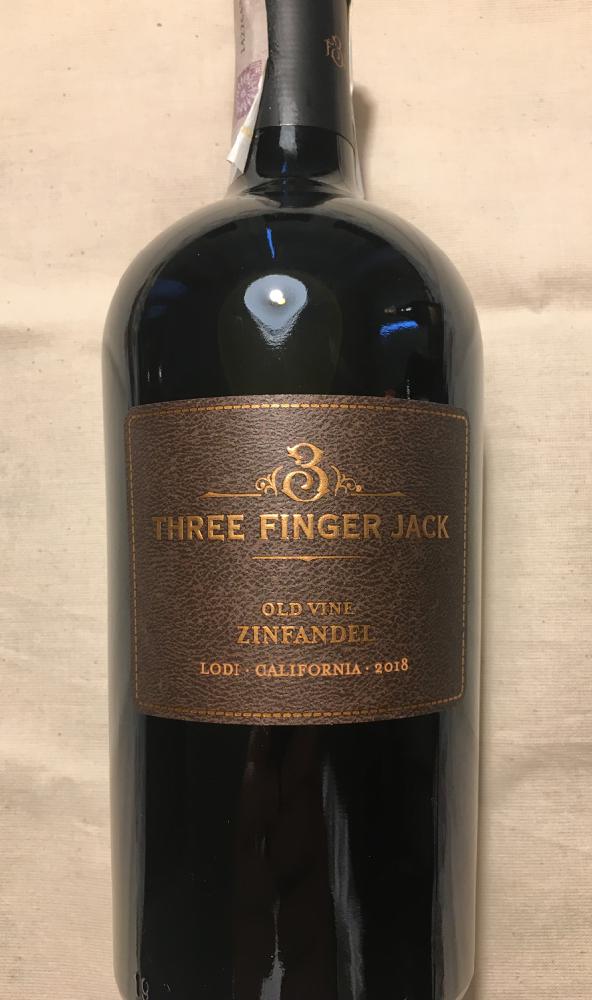 3
THREE FINGER JACK
OLD VINE
ZINFANDEL
LODI · CALIFORNIA · 2018